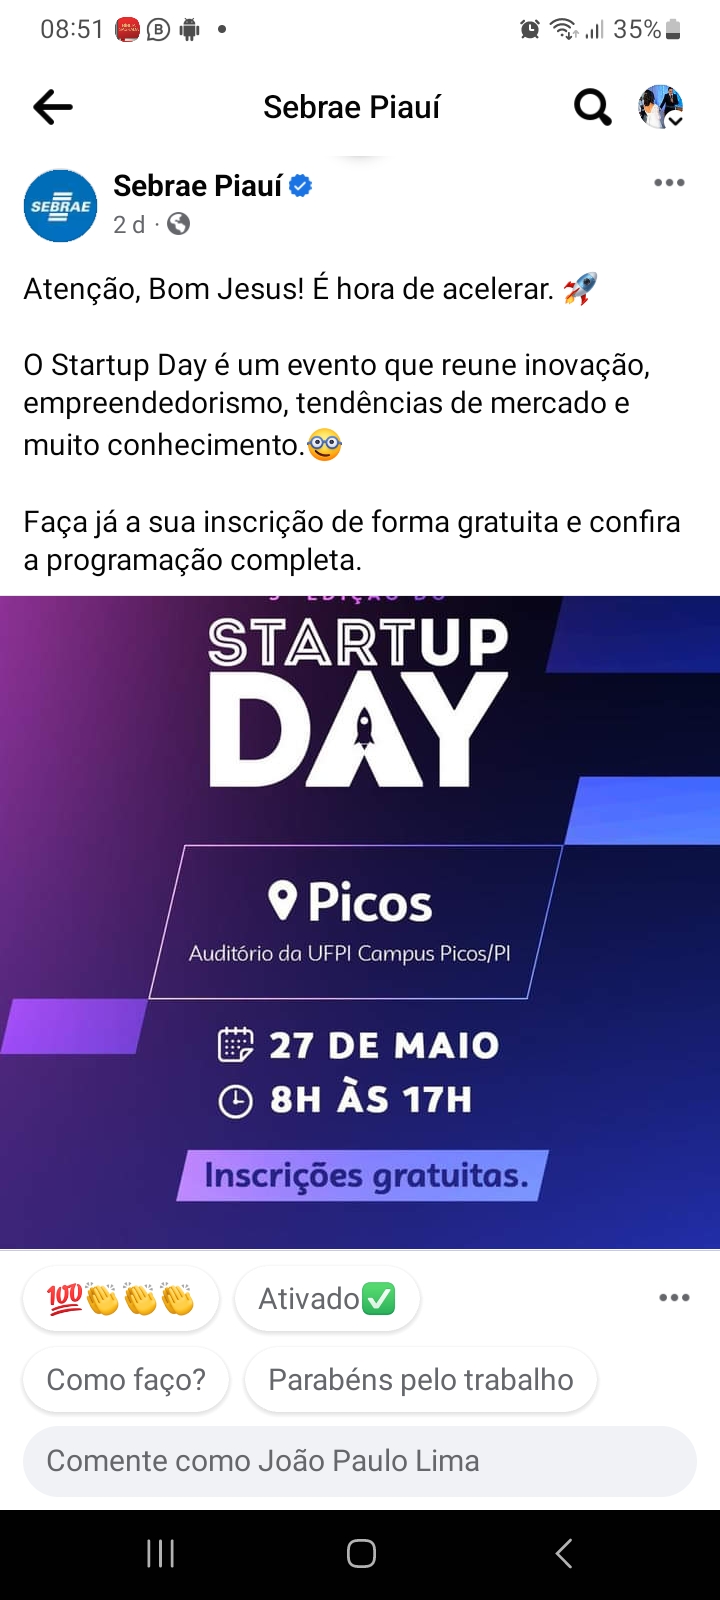 08:51
35%
Sebrae Piauí
SEBRAE
Sebrae Piauí
2 d
Atenção, Bom Jesus! É hora de acelerar. 🚀
O Startup Day é um evento que reune inovação,
empreendedorismo, tendências de mercado e
muito conhecimento.🤓
Faça já a sua inscrição de forma gratuita e confira
a programação completa.
STARTUP
DAY
Picos
Auditório da UFPI Campus Picos/PI
27 DE MAIO
8H ÀS 17H
Inscrições gratuitas.
💯👏👏👏
Ativado✅
Como faço?
Parabéns pelo trabalho
Comente como João Paulo Lima